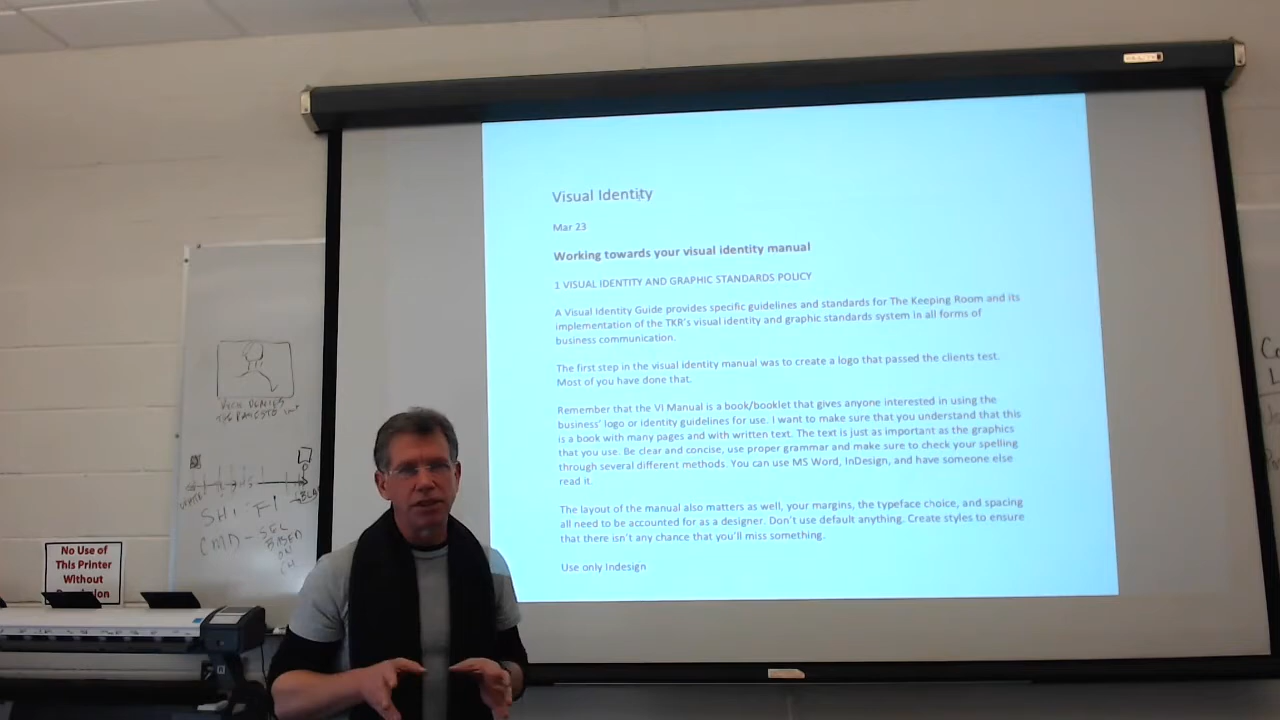 Visual Identity
Mar 23
Working towards your visual identity manual
1 VISUAL IDENTITY AND GRAPHIC STANDARDS POLICY
A Visual Identity Guide provides specific guidelines and standards for The Keeping Room and its
implementation of the TKR's visual identity and graphic standards system in all forms of
business communication.
The first step in the visual identity manual was to create a logo that passed the clients test.
Most of you have done that.
Remember that the VI Manual is a book/booklet that gives anyone interested in using the
business' logo or identity guidelines for use. I want to make sure that you understand that this
is a book with many pages and with written text. The text is just as important as the graphics
that you use. Be clear and concise, use proper grammar and make sure to check your spelling
through several different methods. You can use MS Word, InDesign, and have someone else
read it.
The layout of the manual also matters as well, your margins, the typeface choice, and spacing
all need to be accounted for as a designer. Don't use default anything. Create styles to ensure
that there isn't any chance that you'll miss something.
Use only Indesign
SHIFT
CMD - SEL
BASED
ON
No Use of
This Printer
Without